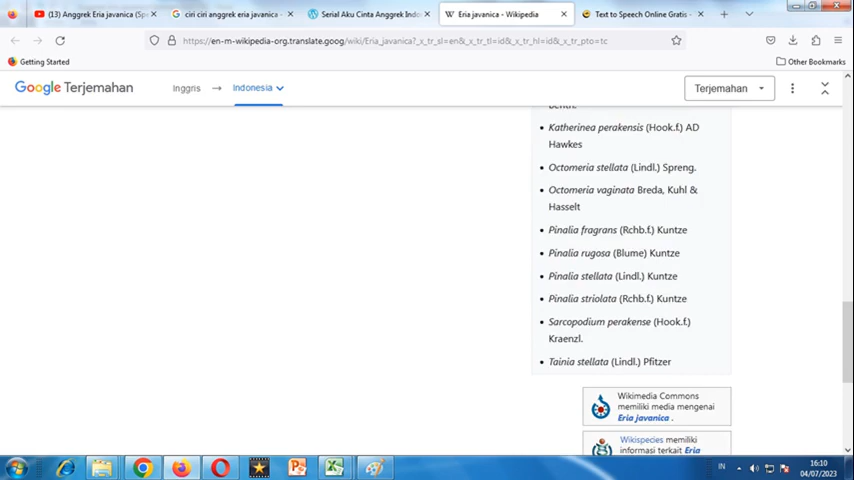 (13) Anggrek Eria javanica (Sp
ciri ciri anggrek eria javanica -
Serial Aku Cinta Anggrek Indo
Eria javanica - Wikipedia
Text to Speech Online Gratis -
https://en-m-wikipedia-org.translate.goog/wiki/Eria_javanica?_x_tr_sl=en&_x_tr_tl=id&_x_tr_hl=id&_x_tr_pto=tc
Getting Started
Other Bookmarks
Google Terjemahan
Inggris → Indonesia
Terjemahan
Benth.
• Katherinea perakensis (Hook.f.) AD
Hawkes
• Octomeria stellata (Lindl.) Spreng.
• Octomeria vaginata Breda, Kuhl &
Hasselt
• Pinalia fragrans (Rchb.f.) Kuntze
• Pinalia rugosa (Blume) Kuntze
• Pinalia stellata (Lindl.) Kuntze
• Pinalia striolata (Rchb.f.) Kuntze
• Sarcopodium perakense (Hook.f.)
Kraenzl.
• Tainia stellata (Lindl.) Pfitzer
Wikimedia Commons
memiliki media mengenai
Eria javanica .
Wikispecies memiliki
informasi terkait Eria
IN
16:10
04/07/2023